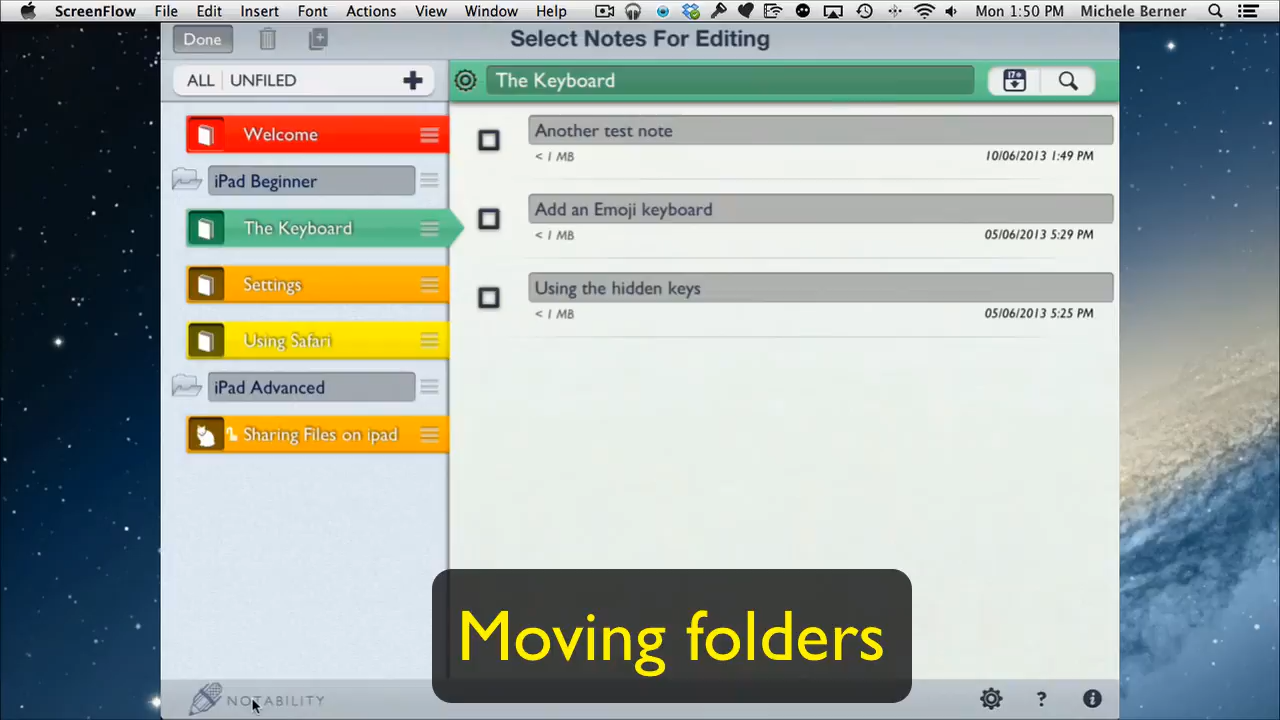 ScreenFlow File Edit Insert Font Actions View Window Help Mon 1:50 PM Michele Berner
Done Select Notes For Editing
ALL UNFILED + The Keyboard
Welcome
iPad Beginner
The Keyboard
Settings
Using Safari
iPad Advanced
Sharing Files on ipad
Another test note
< 1 MB 10/06/2013 1:49 PM
Add an Emoji keyboard
< 1 MB 05/06/2013 5:29 PM
Using the hidden keys
< 1 MB 05/06/2013 5:25 PM
Moving folders
NOTABILITY ?